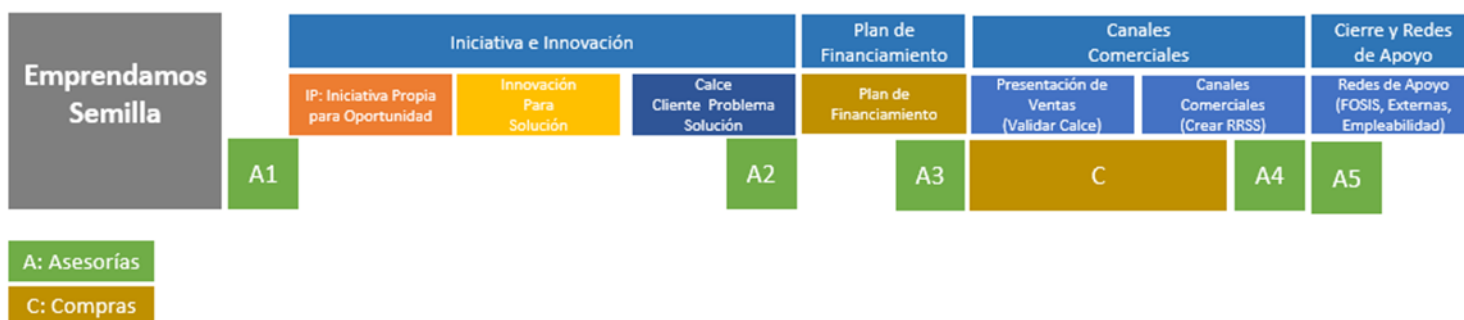 Emprendamos
Semilla
Iniciativa e Innovación
Plan de
Financiamiento
Canales
Comerciales
Cierre y Redes
de Apoyo
IP: Iniciativa Propia
para Oportunidad
Innovación
Para
Solución
Calce
Cliente Problema
Solución
Plan de
Financiamiento
Presentación de
Ventas
(Validar Calce)
Canales
Comerciales
(Crear RRSS)
Redes de Apoyo
(FOSIS, Externas,
Empleabilidad)
A1
A2
A3
C
A4
A5
A: Asesorías
C: Compras